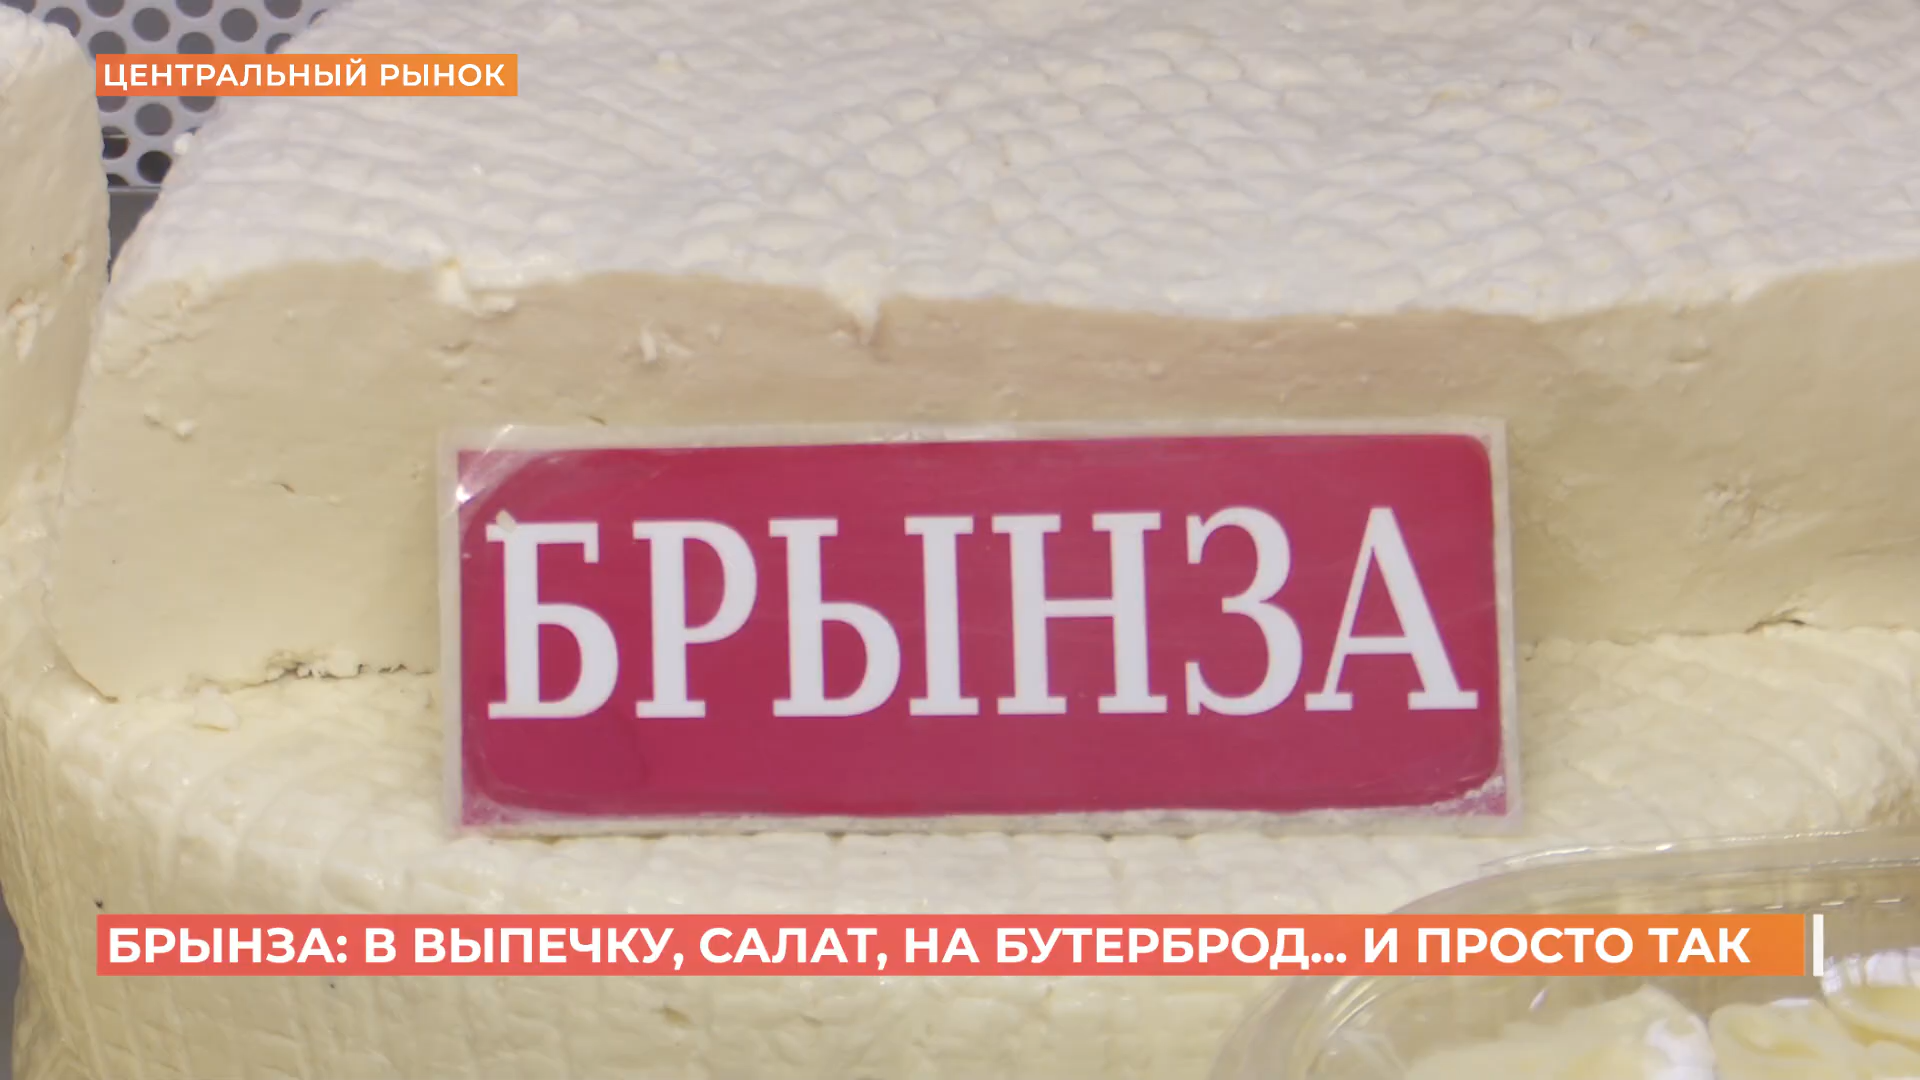 ЦЕНТРАЛЬНЫЙ РЫНОК
БРЫНЗА
БРЫНЗА: В ВЫПЕЧКУ, САЛАТ, НА БУТЕРБРОД... И ПРОСТО ТАК